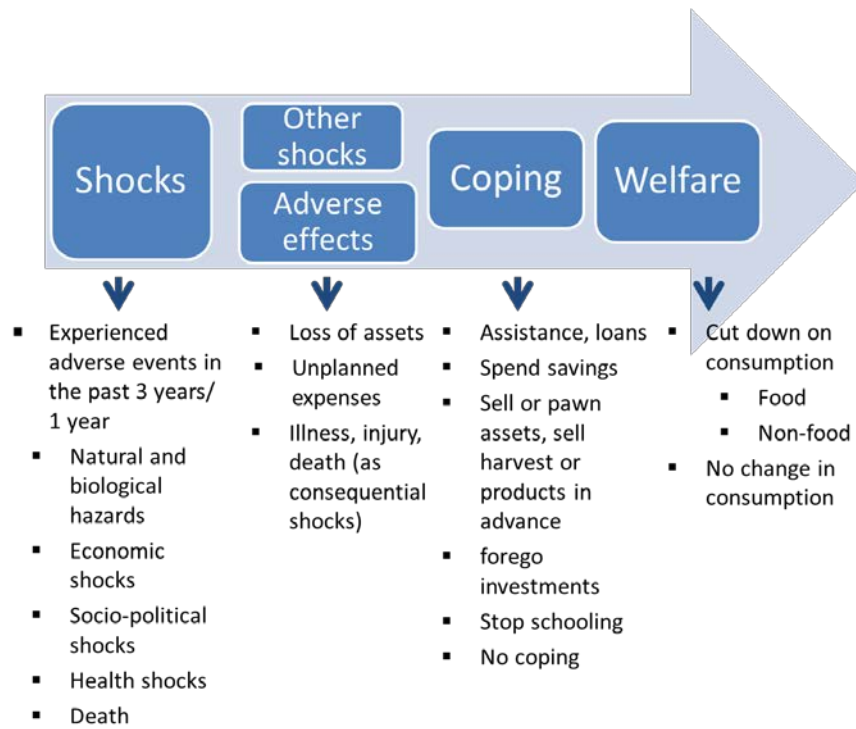 Shocks
Other
shocks
Adverse
effects
Coping
Welfare
▪ Experienced
adverse events in
the past 3 years/
1 year
▪ Natural and
biological
hazards
▪ Economic
shocks
▪ Socio-political
shocks
▪ Health shocks
▪ Death
▪ Loss of assets
▪ Unplanned
expenses
▪ Illness, injury,
death (as
consequential
shocks)
▪ Assistance, loans
▪ Spend savings
▪ Sell or pawn
assets, sell
harvest or
products in
advance
▪ forego
investments
▪ Stop schooling
▪ No coping
▪ Cut down on
consumption
▪ Food
▪ Non-food
▪ No change in
consumption